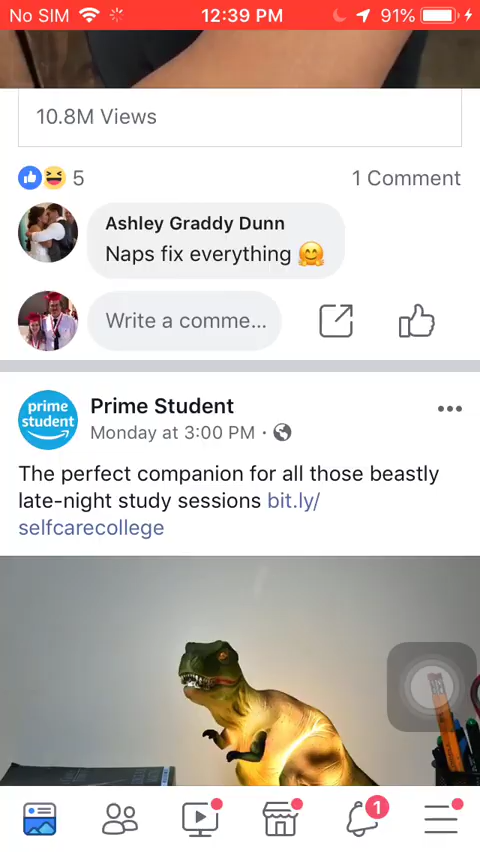 No SIM 12:39 PM 91%
10.8M Views
5 1 Comment
Ashley Graddy Dunn
Naps fix everything 🤗
Write a comme...
prime
student
Prime Student
Monday at 3:00 PM ·
The perfect companion for all those beastly
late-night study sessions bit.ly/
selfcarecollege
1